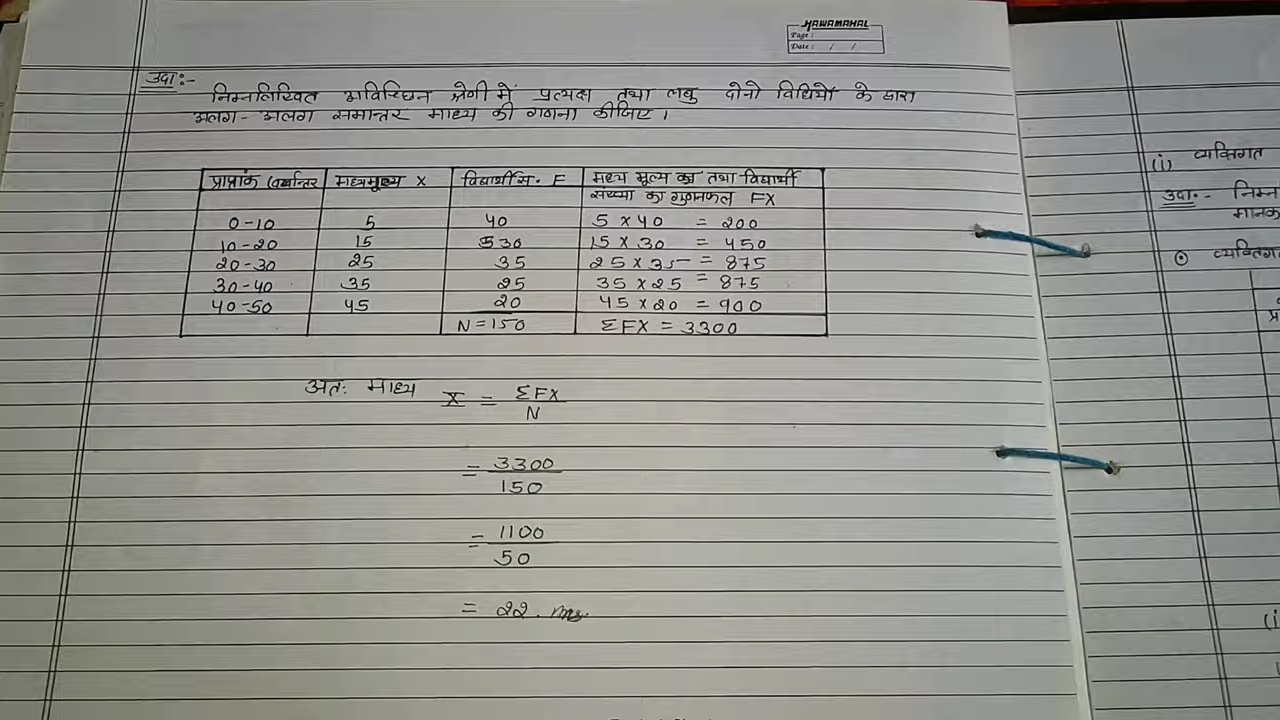 HAWAMAHAL
Page :
Date : / /
उदा:-
निम्नलिखित अविच्छिन श्रेणी में प्रत्यक्ष तथा लघु दोनो विधियों के द्वारा
अलग-अलग समान्तर माध्य की गणना कीजिए।
प्राप्तांक (वर्गान्तर मध्यमूल्य X विद्यार्थी सं. F मध्य मूल्य का तथा विद्यार्थी
संख्या का गुणनफल FX
0-10 5 40 5 X 40 = 200
10-20 15 30 15 X 30 = 450
20-30 25 35 25 X 35 = 875
30-40 35 25 35 X 25 = 875
40-50 45 20 45 X 20 = 900
N = 150 ΣFX = 3300
अत: माध्य X = ΣFX
N
= 3300
150
= 1100
50
= 22.
(i) व्यक्तिगत
उदा:- निम्न
मानक
व्यक्तिगत
प्र
(i